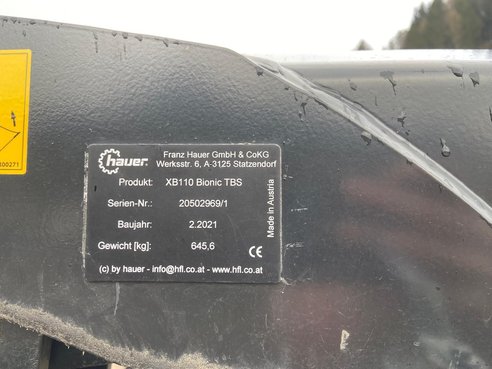 hauer
Franz Hauer GmbH & CoKG
Werksstr. 6, A-3125 Statzendorf
Produkt: XB110 Bionic TBS
Serien-Nr.: 20502969/1
Baujahr: 2.2021
Gewicht [kg]: 645,6
CE
(c) by hauer - info@hfl.co.at - www.hfl.co.at
Made in Austria